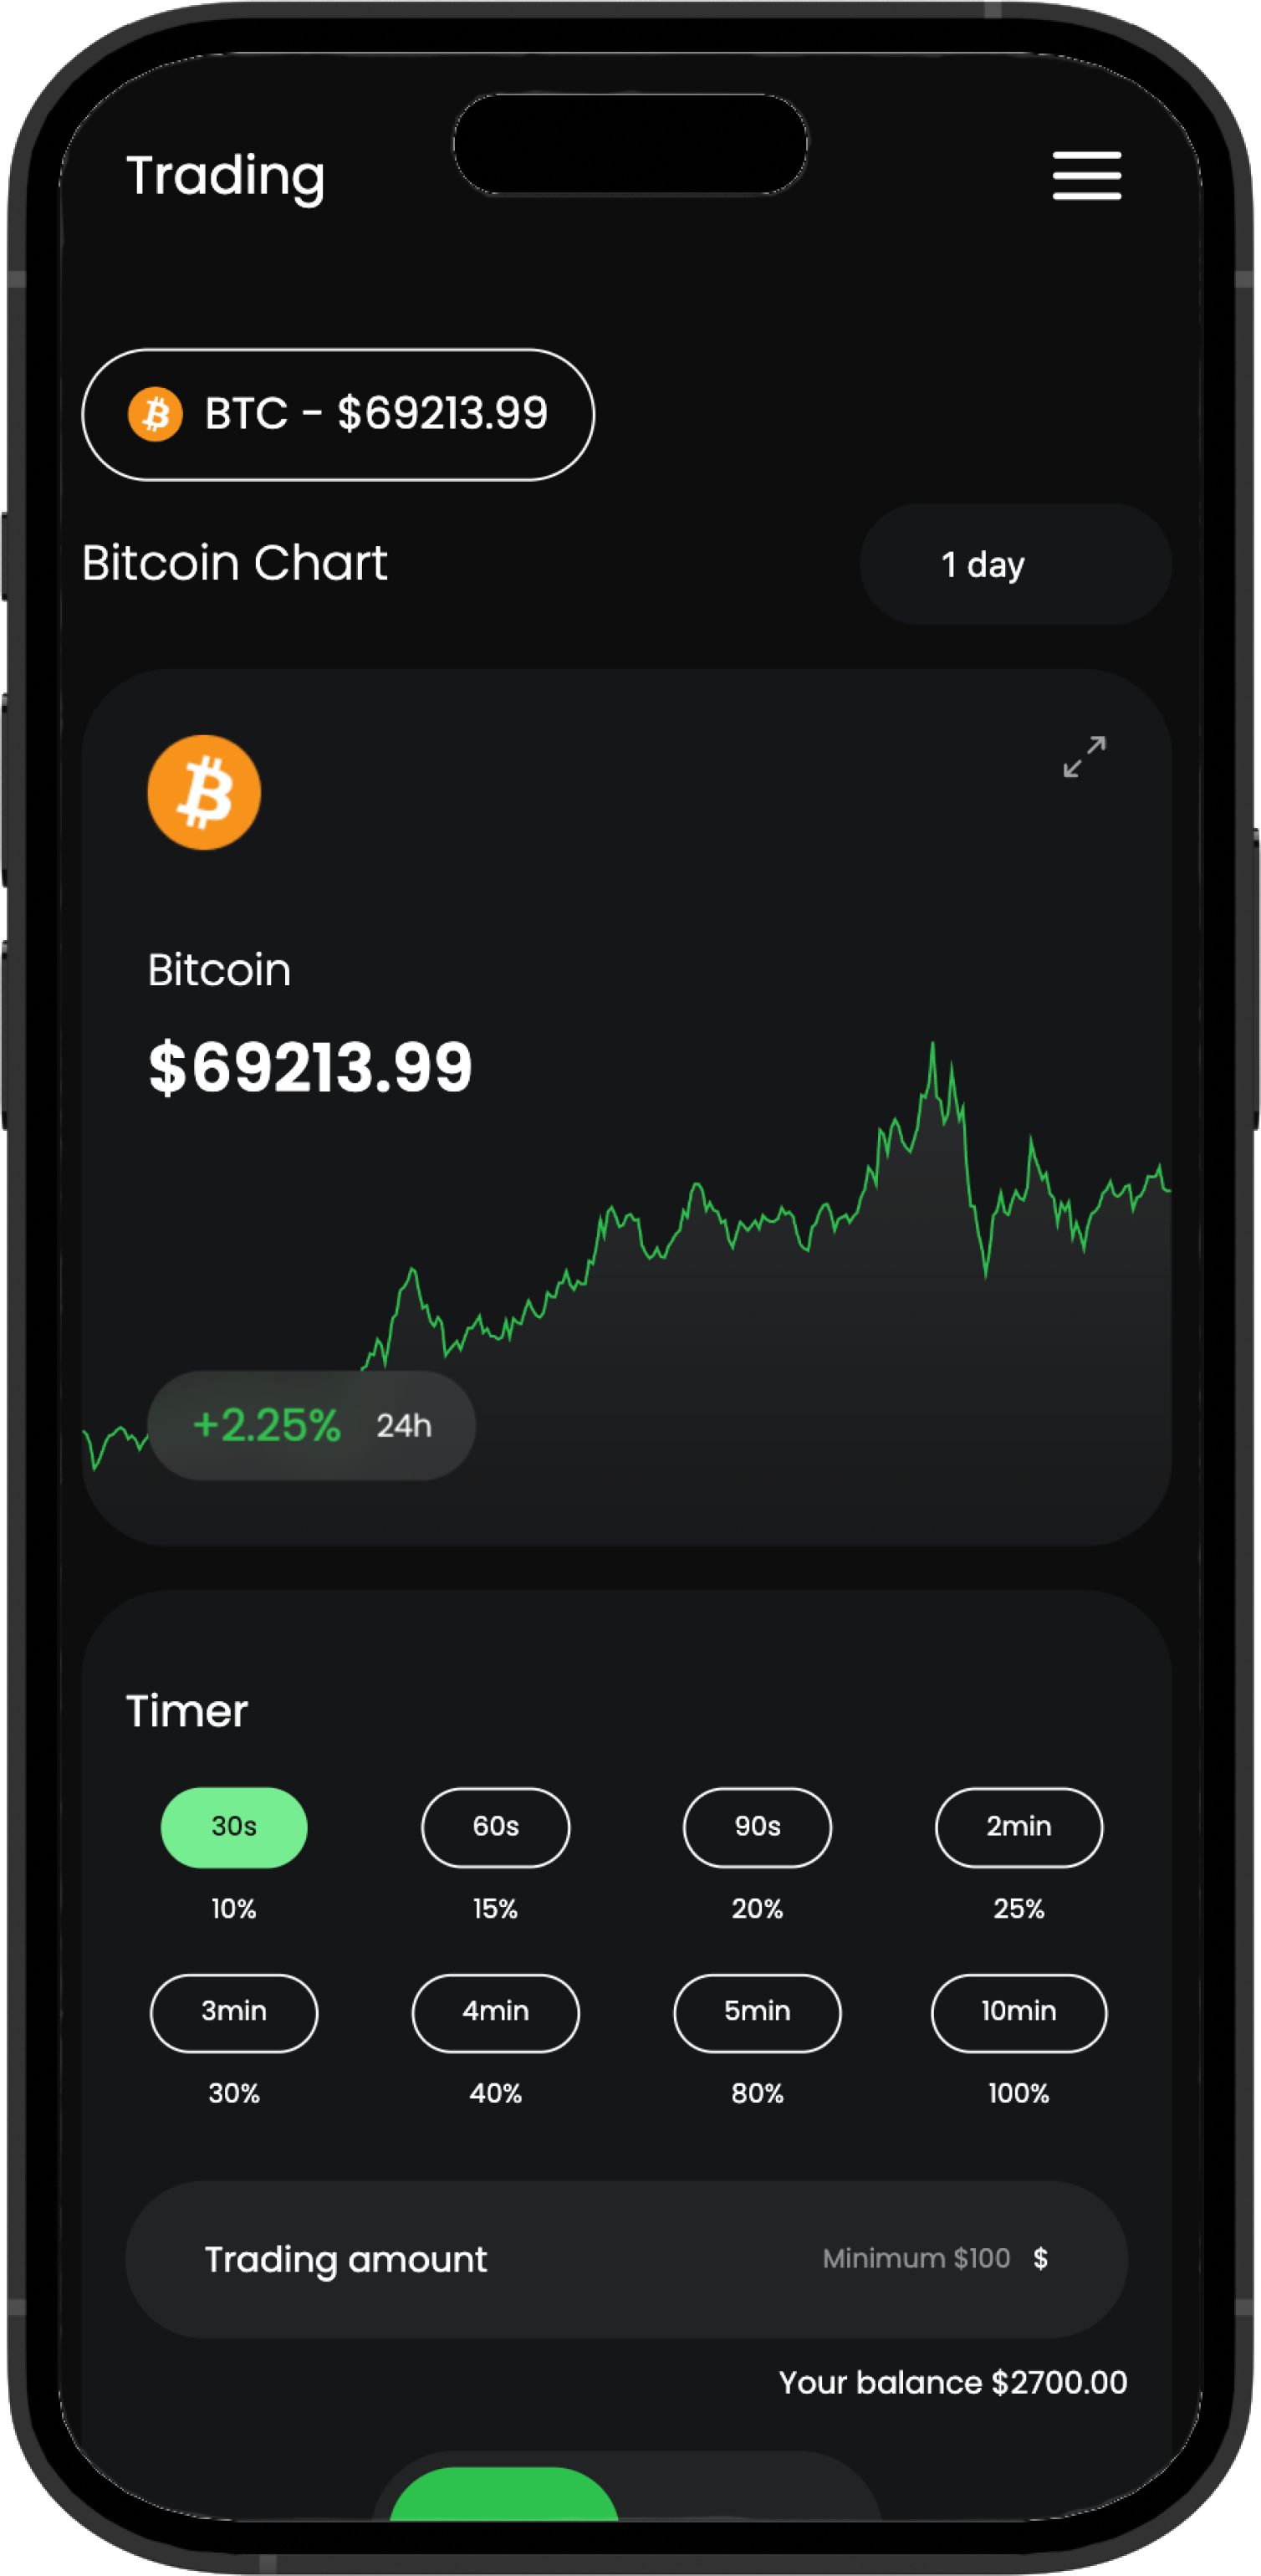 Trading
BTC - $69213.99
Bitcoin Chart
1 day
Bitcoin
$69213.99
+2.25% 24h
Timer
30s 60s 90s 2min
10% 15% 20% 25%
3min 4min 5min 10min
30% 40% 80% 100%
Trading amount Minimum $100 $
Your balance $2700.00